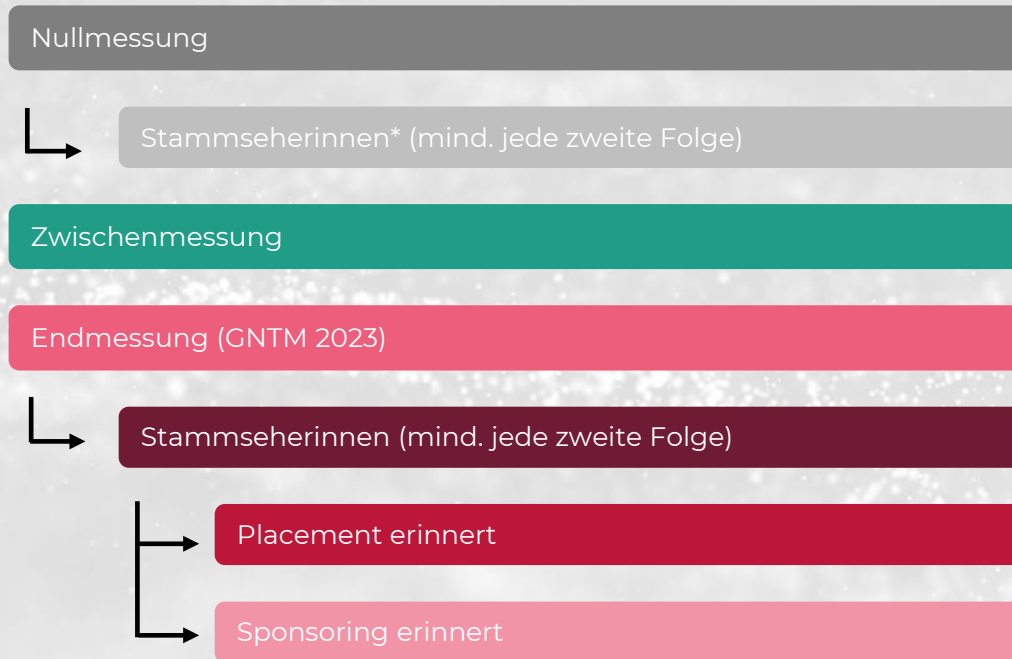 Nullmessung
Stammseherinnen* (mind. jede zweite Folge)
Zwischenmessung
Endmessung (GNTM 2023)
Stammseherinnen (mind. jede zweite Folge)
Placement erinnert
Sponsoring erinnert